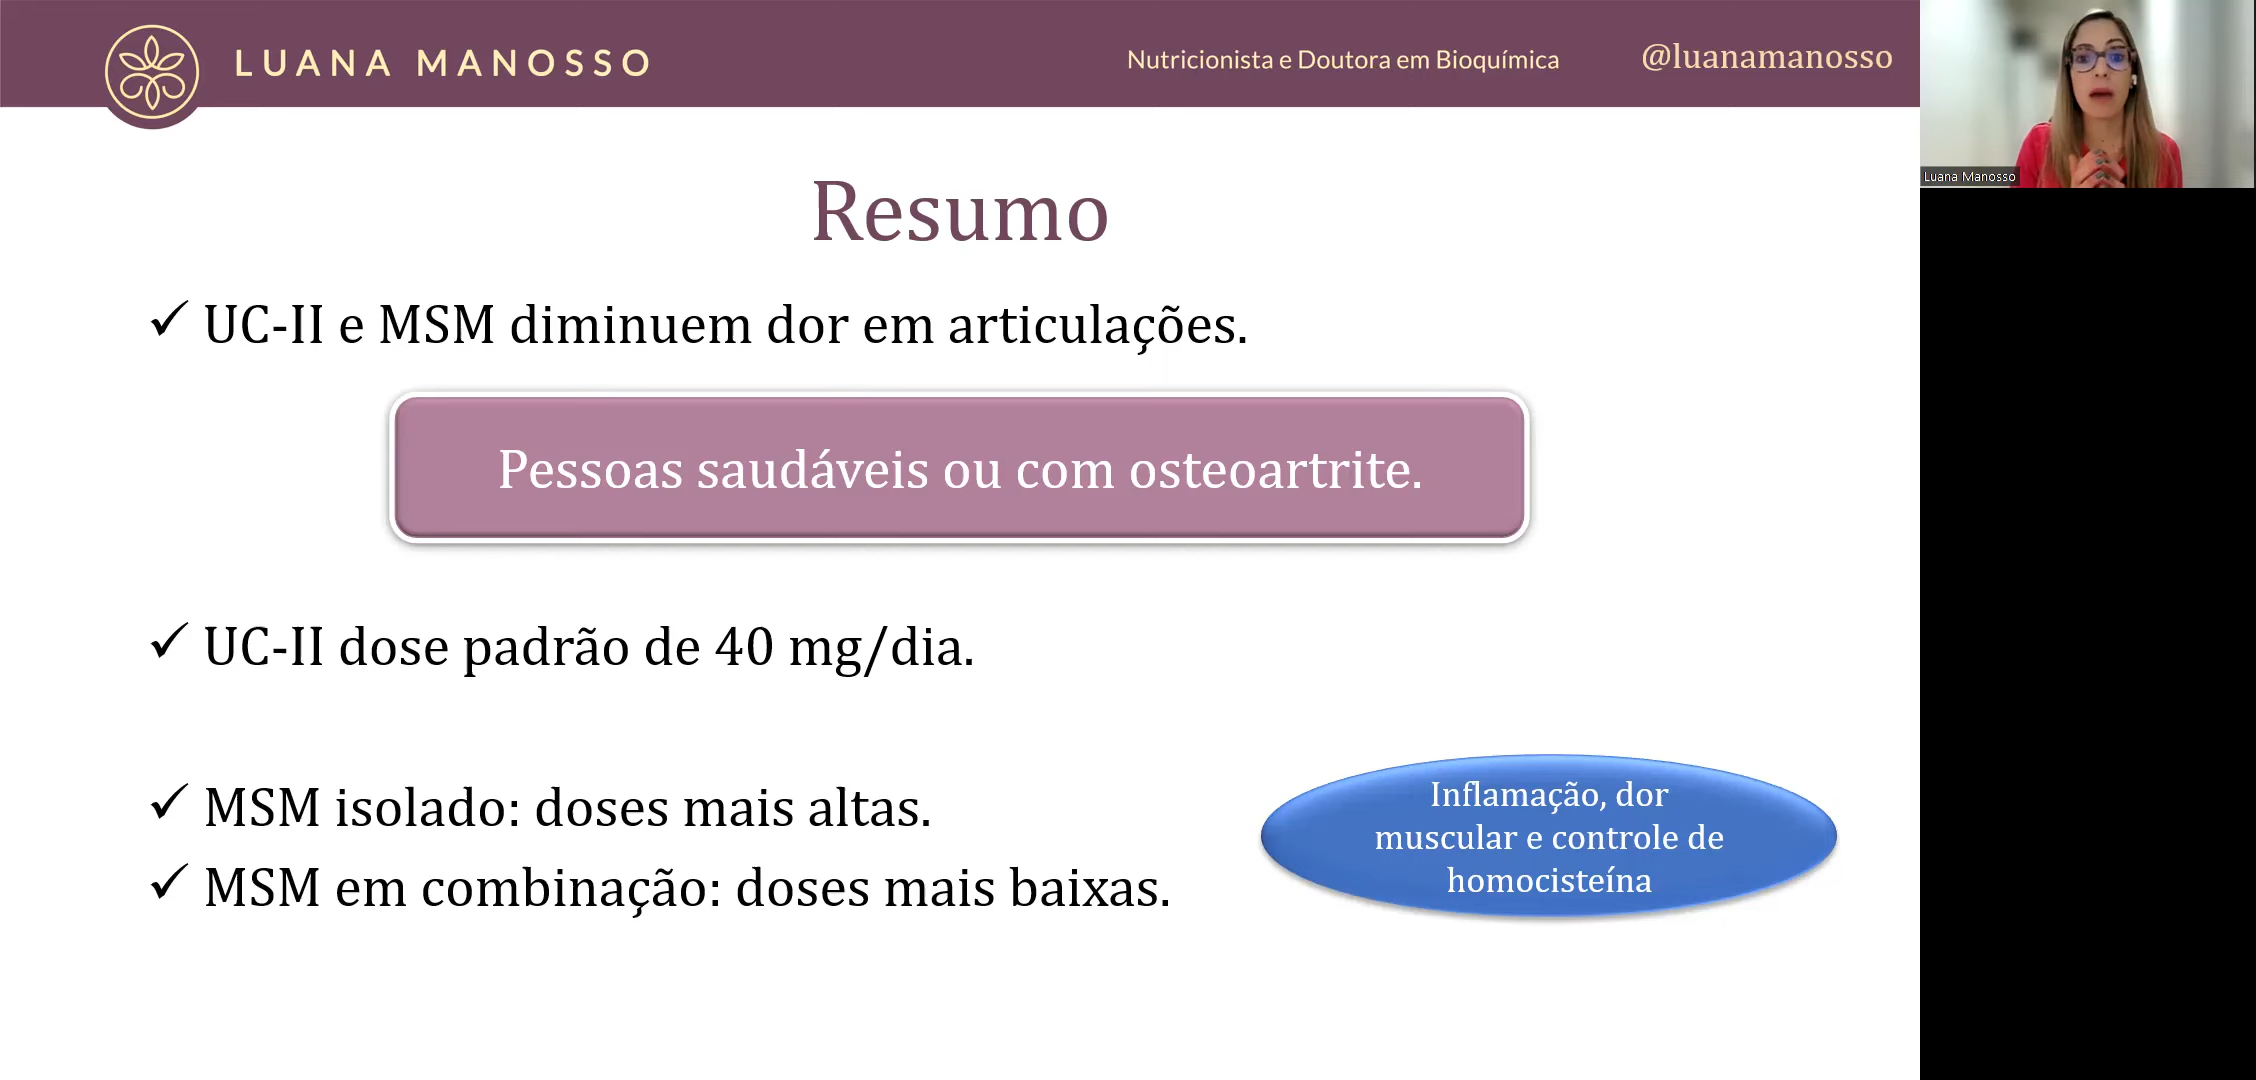 LUANA MANOSSO
Nutricionista e Doutora em Bioquímica
@luanamanosso
Luana Manosso
Resumo
✓ UC-II e MSM diminuem dor em articulações.
Pessoas saudáveis ou com osteoartrite.
✓ UC-II dose padrão de 40 mg/dia.
✓ MSM isolado: doses mais altas.
✓ MSM em combinação: doses mais baixas.
Inflamação, dor
muscular e controle de
homocisteína